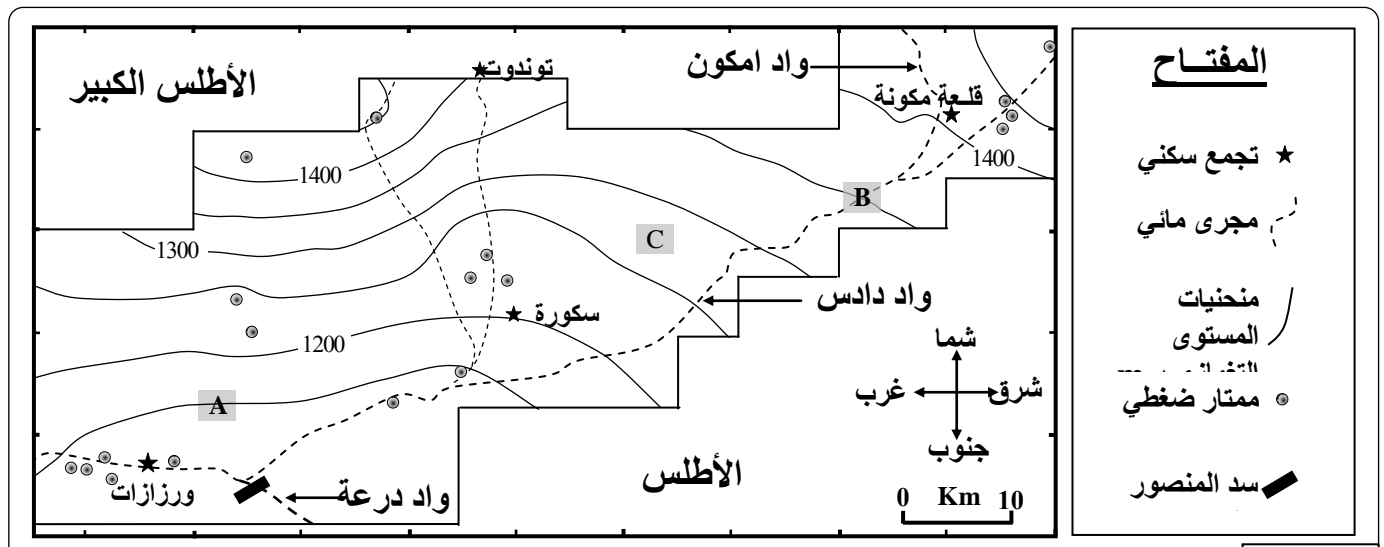 الأطلس الكبير
توندوت
واد امكون
قلعة مكونة
1400
1400
B
C
1300
واد دادس
سكورة
1200
شما
شرق
غرب
جنوب
A
ورزازات
واد درعة
الأطلس
0 Km 10
المفتـاح
تجمع سكني
مجرى مائي
منحنيات
المستوى
ممتار ضغطي
سد المنصور